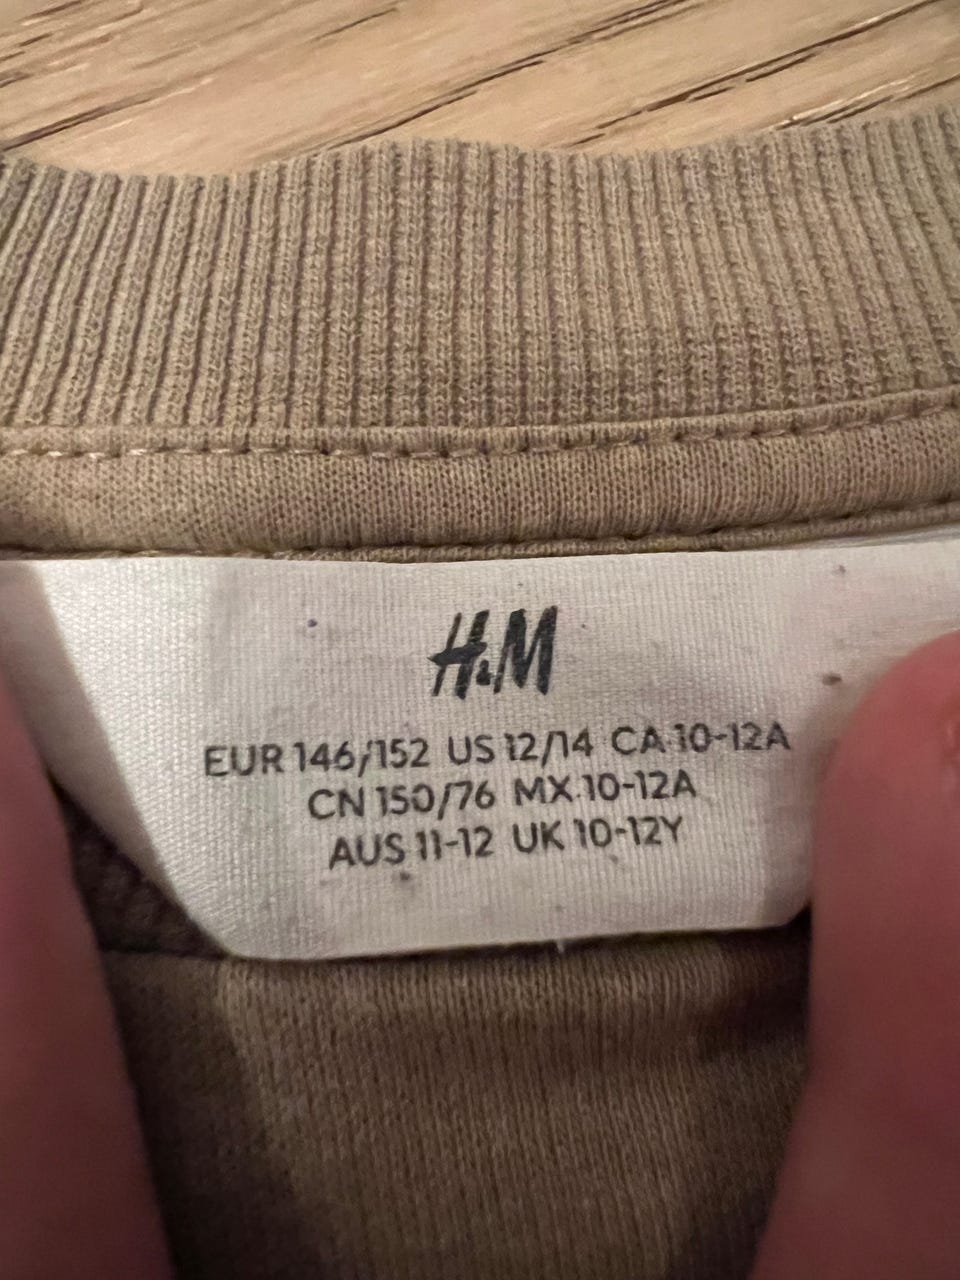 H&M
EUR 146/152 US 12/14 CA 10-12A
CN 150/76 MX 10-12A
AUS 11-12 UK 10-12Y